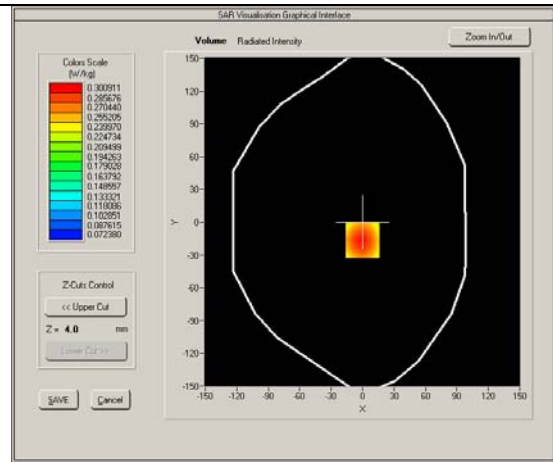 SAR Visualisation Graphical Interface
Volume Radiated Intensity
Zoom In/Out
Colors Scale
(W/kg)
0.300911
0.285676
0.270440
0.255205
0.239970
0.224734
0.209499
0.194263
0.179028
0.163792
0.148557
0.133321
0.118086
0.102851
0.087615
0.072380
Z-Cuts Control
<< Upper Cut
Z = 4.0 mm
Lower Cut >>
SAVE Cancel
150
120
90
60
30
0
-30
-60
-90
-120
-150
Y
-150 -120 -90 -60 -30 0 30 60 90 120 150
X